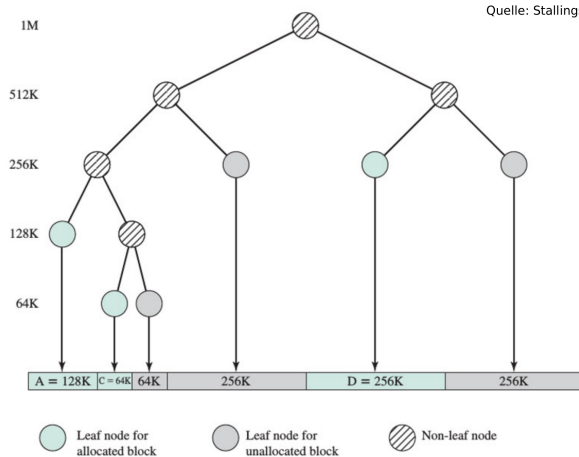 Quelle: Stalling
1M
512K
256K
128K
64K
A = 128K C = 64K 64K 256K D = 256K 256K
Leaf node for
allocated block
Leaf node for
unallocated block
Non-leaf node